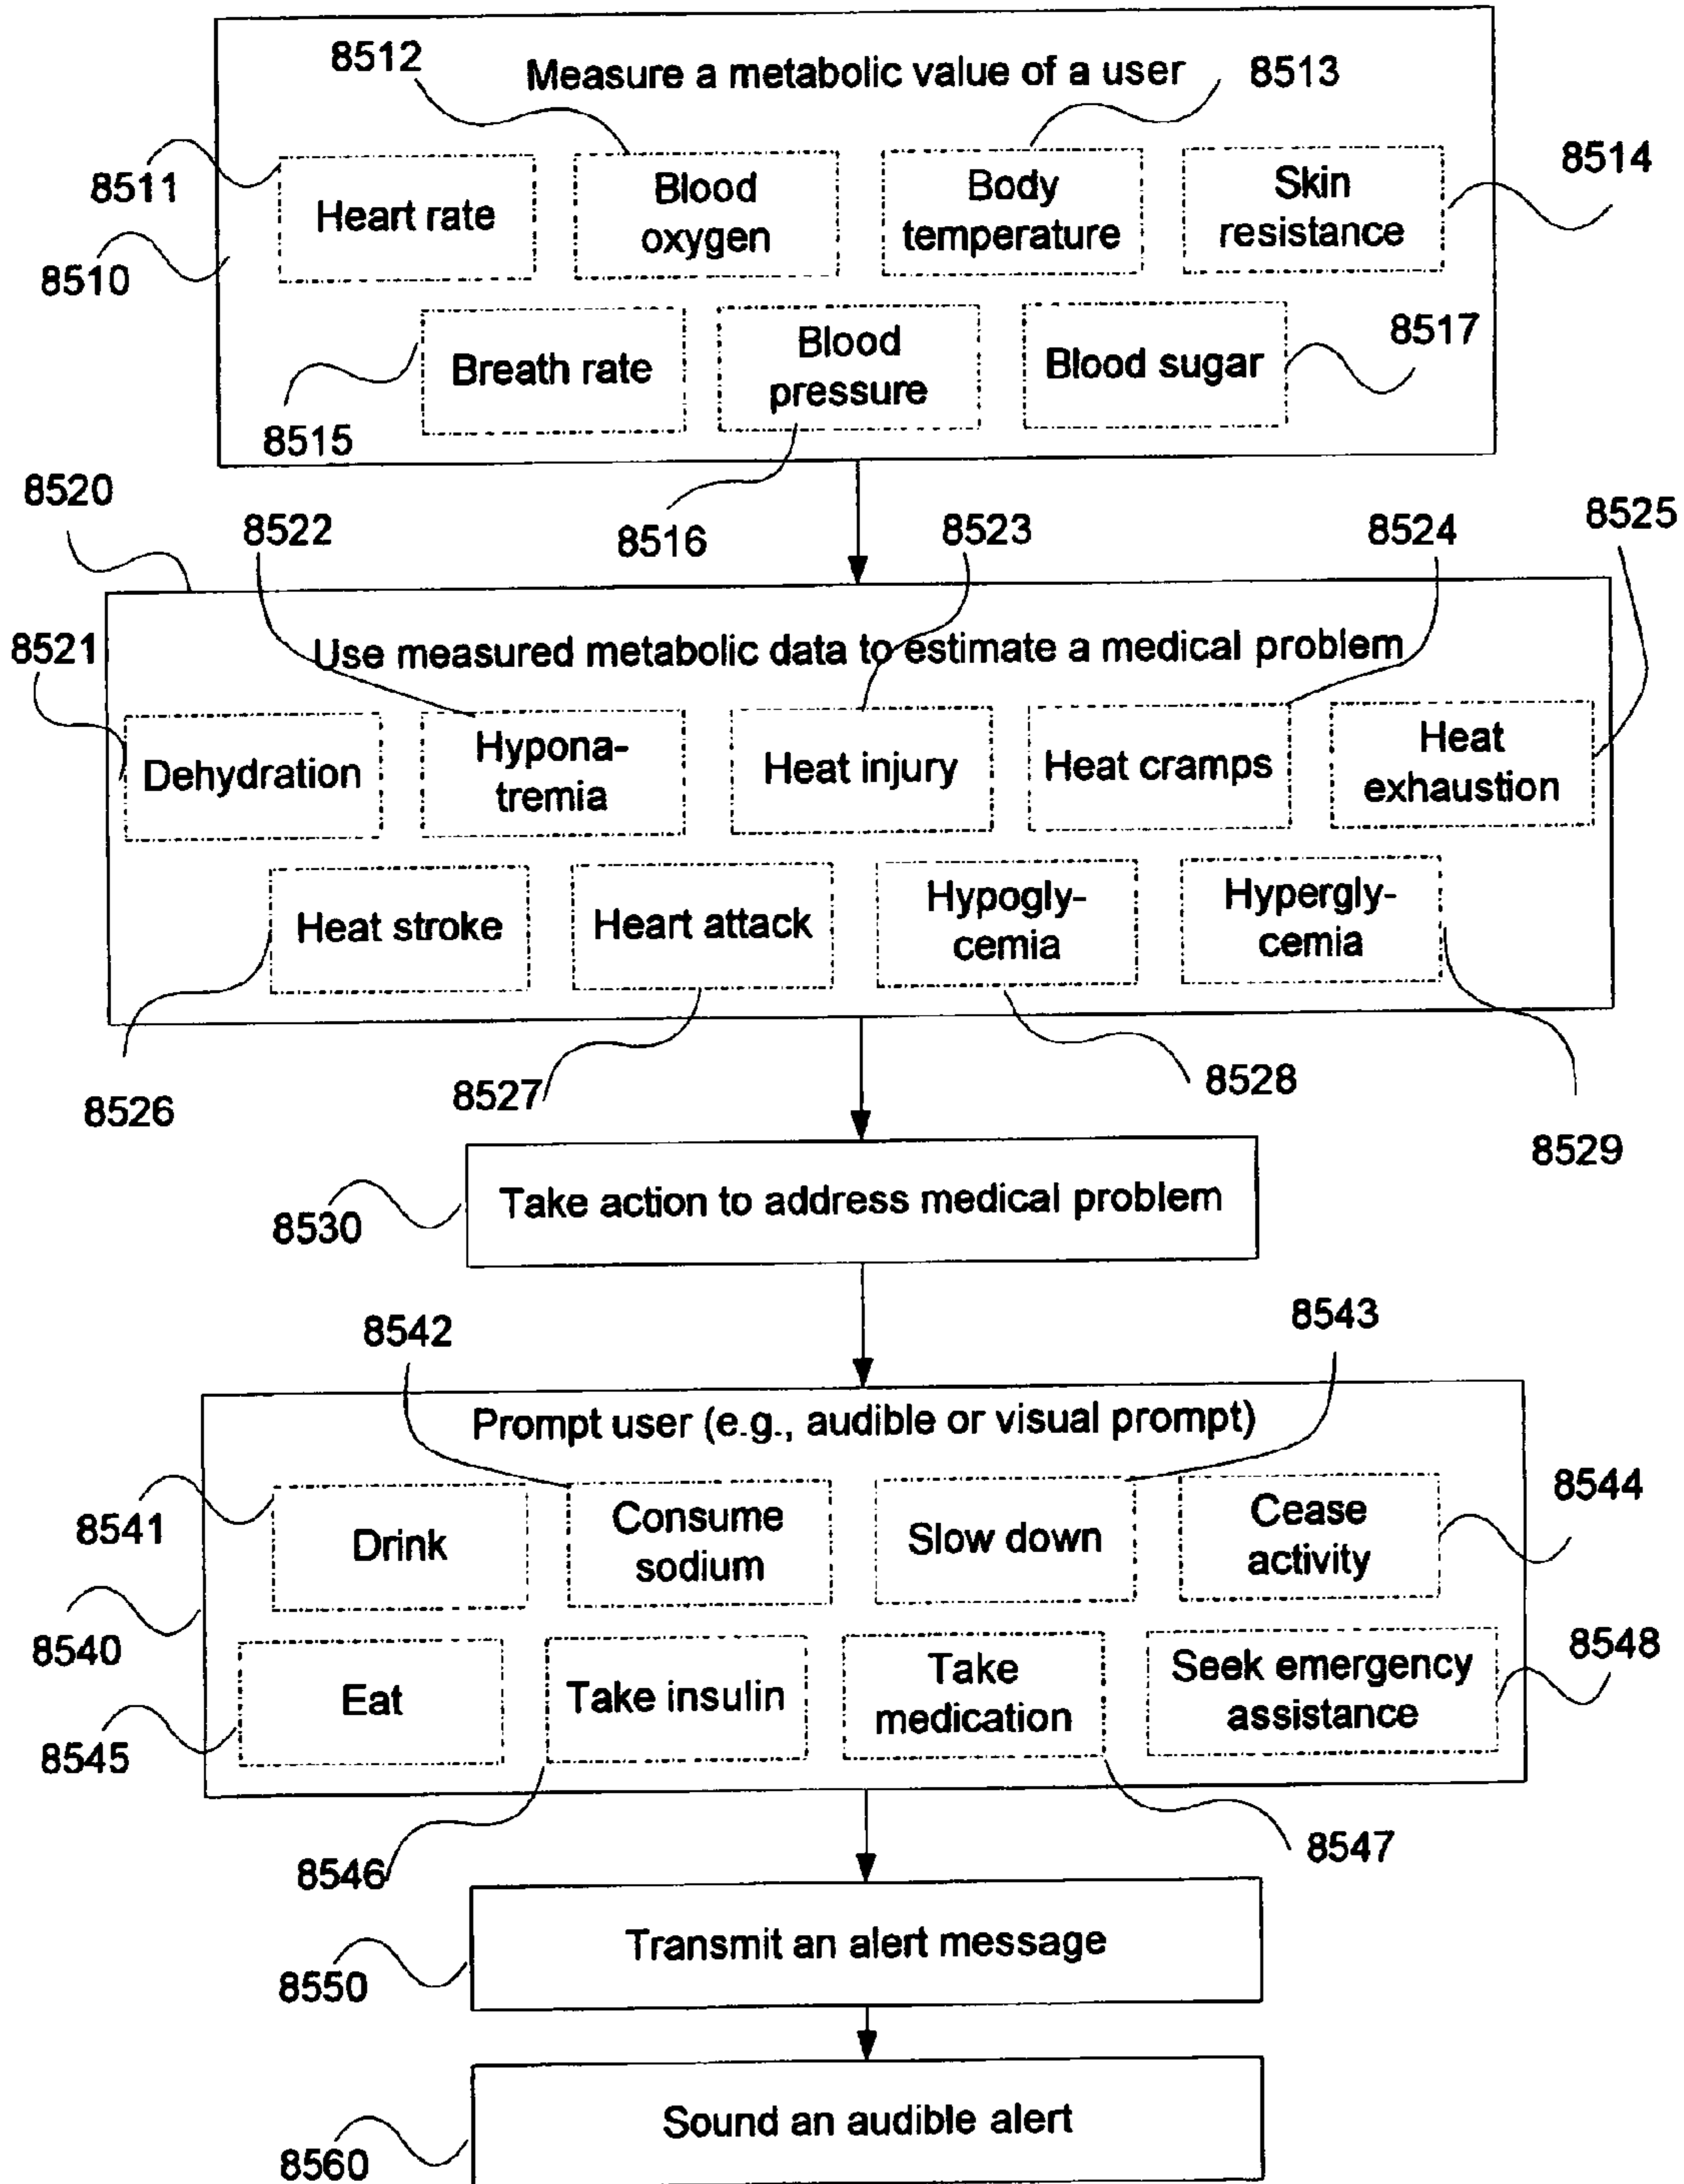 8512
Measure a metabolic value of a user
8513
8511
Heart rate
Blood
oxygen
Body
temperature
Skin
resistance
8514
8510
Breath rate
Blood
pressure
Blood sugar
8517
8515
8516
8520
8522
8523
8524
8525
8521
Use measured metabolic data to estimate a medical problem
Dehydration
Hypona-
tremia
Heat injury
Heat cramps
Heat
exhaustion
Heat stroke
Heart attack
Hypogly-
cemia
Hypergly-
cemia
8526
8527
8528
8529
Take action to address medical problem
8530
8542
8543
Prompt user (e.g., audible or visual prompt)
8541
Drink
Consume
sodium
Slow down
Cease
activity
8544
8540
Eat
Take insulin
Take
medication
Seek emergency
assistance
8548
8545
8546
8547
Transmit an alert message
8550
Sound an audible alert
8560